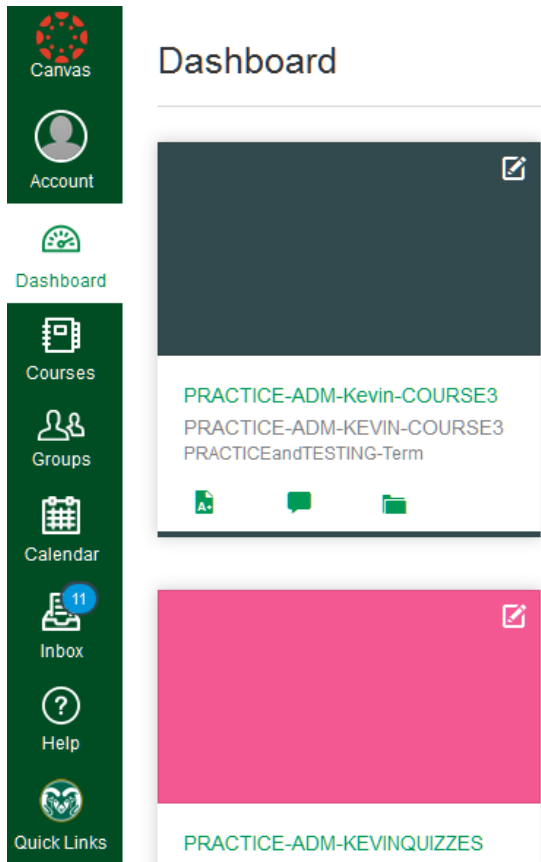 Canvas
Account
Dashboard
Courses
Groups
Calendar
11
Inbox
?
Help
Quick Links
Dashboard
PRACTICE-ADM-Kevin-COURSE3
PRACTICE-ADM-KEVIN-COURSE3
PRACTICEandTESTING-Term
A+
PRACTICE-ADM-KEVINQUIZZES